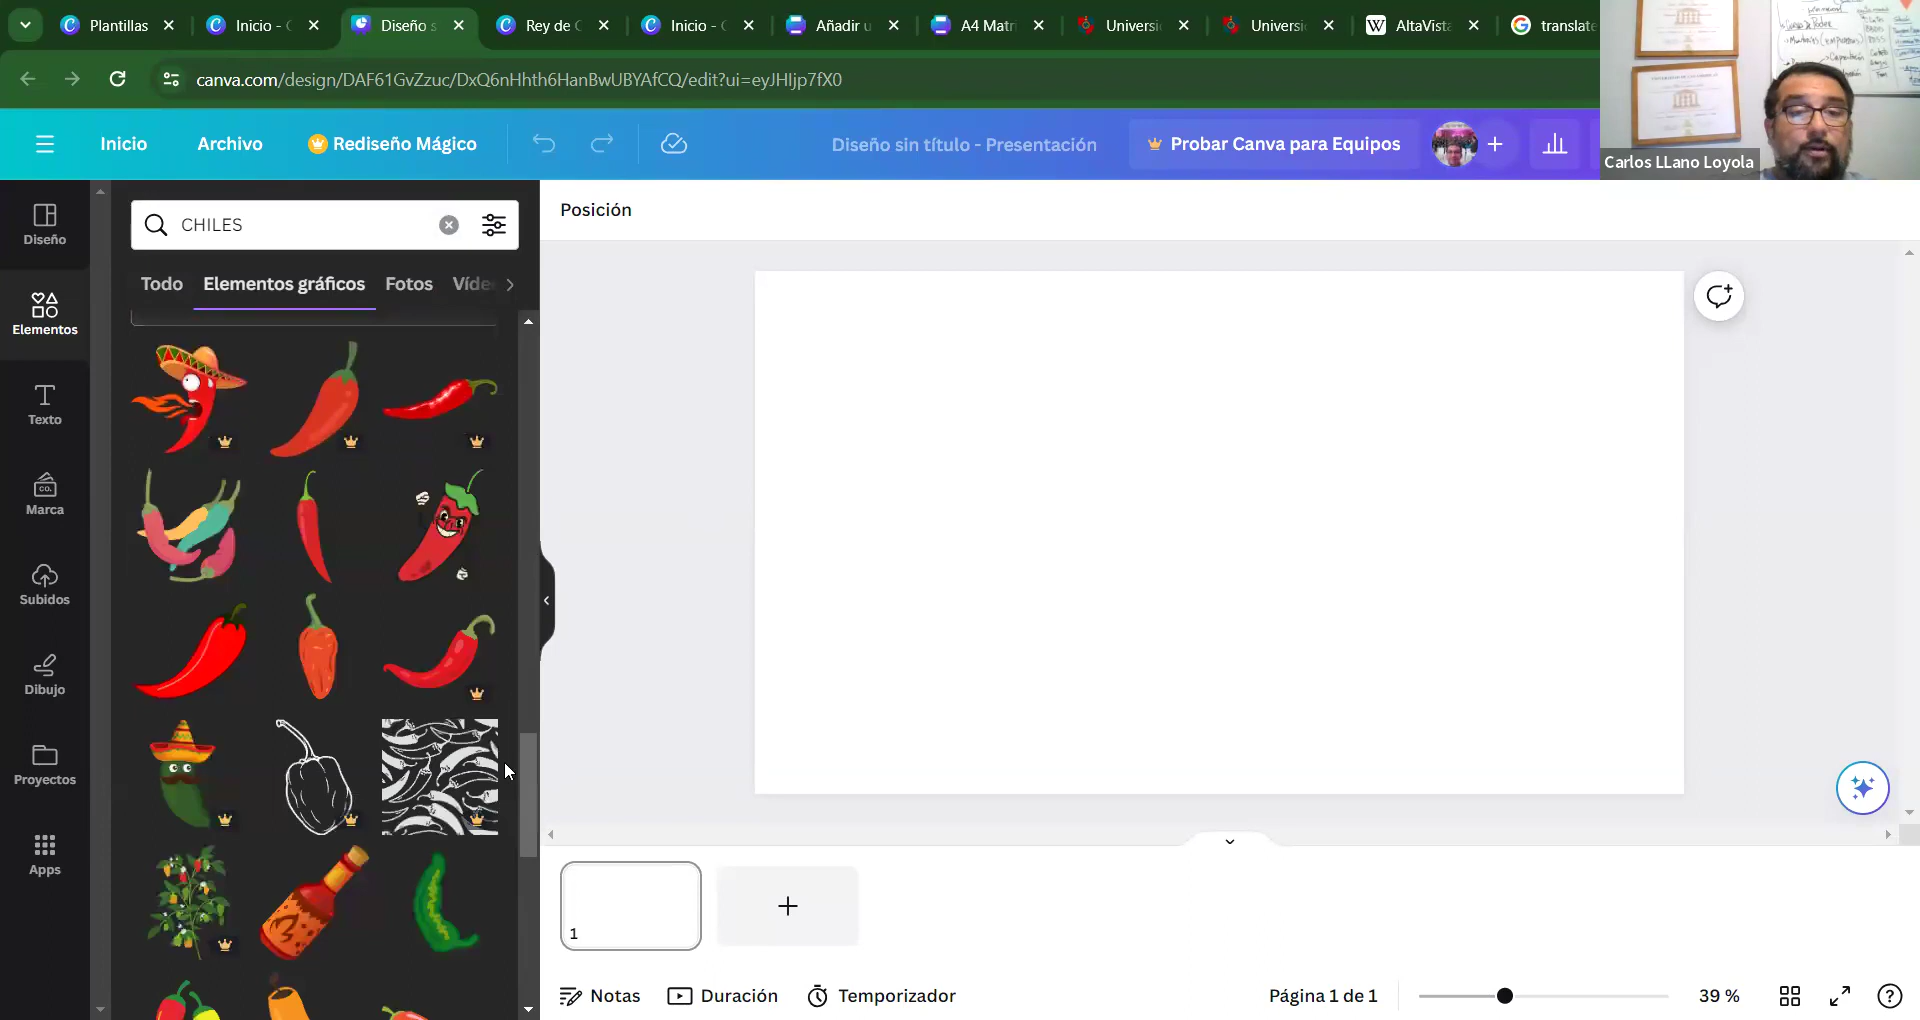 Plantillas
Inicio - C
Diseño s
Rey de C
Inicio - C
Añadir u
A4 Matri
Universi
Universi
AltaVista
translate
canva.com/design/DAF61GvZzuc/DxQ6nHhth6HanBwUBYAfCQ/edit?ui=eyJHIjp7fX0
Inicio
Archivo
Rediseño Mágico
Diseño sin título - Presentación
Probar Canva para Equipos
Carlos LLano Loyola
Diseño
Elementos
Texto
CO.
Marca
Subidos
Dibujo
Proyectos
Apps
CHILES
Todo
Elementos gráficos
Fotos
Víde
Posición
1
Notas
Duración
Temporizador
Página 1 de 1
39 %